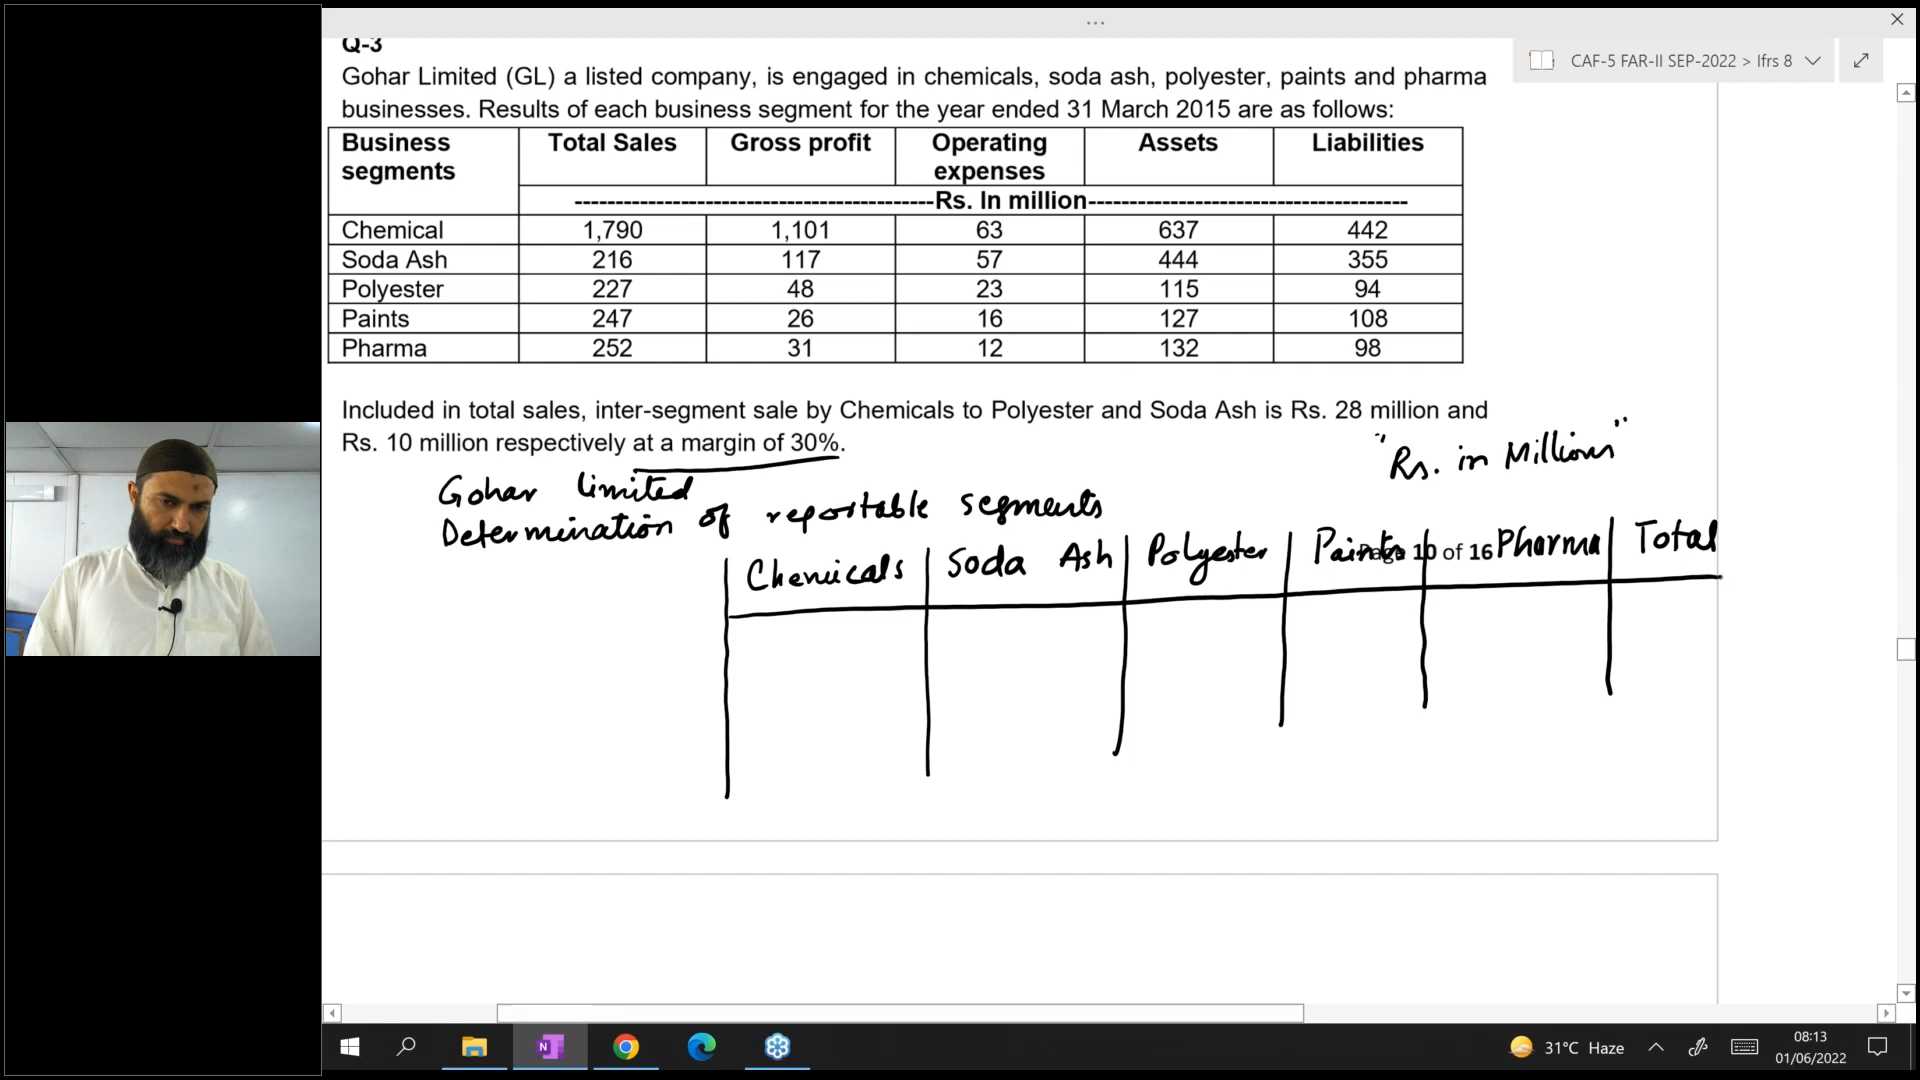 Q-3
CAF-5 FAR-II SEP-2022 > Ifrs 8
Gohar Limited (GL) a listed company, is engaged in chemicals, soda ash, polyester, paints and pharma
businesses. Results of each business segment for the year ended 31 March 2015 are as follows:
Business segments Total Sales Gross profit Operating expenses Assets Liabilities
--------------------------------------------Rs. In million---------------------------------------
Chemical 1,790 1,101 63 637 442
Soda Ash 216 117 57 444 355
Polyester 227 48 23 115 94
Paints 247 26 16 127 108
Pharma 252 31 12 132 98
Included in total sales, inter-segment sale by Chemicals to Polyester and Soda Ash is Rs. 28 million and
Rs. 10 million respectively at a margin of 30%.
"Rs. in Millions"
Gohar Limited
Determination of reportable segments
Chemicals Soda Ash Polyester Paints Pharma Total
Page 10 of 16
31°C Haze
08:13
01/06/2022